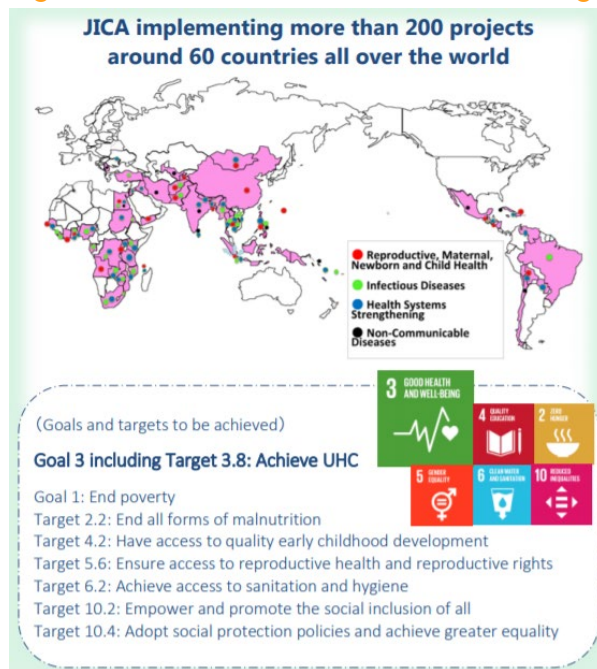 JICA implementing more than 200 projects
around 60 countries all over the world
Reproductive, Maternal,
Newborn and Child Health
Infectious Diseases
Health Systems
Strengthening
Non-Communicable
Diseases
3 GOOD HEALTH
AND WELL-BEING
4 QUALITY
EDUCATION
2 ZERO
HUNGER
5 GENDER
EQUALITY
6 CLEAN WATER
AND SANITATION
10 REDUCED
INEQUALITIES
(Goals and targets to be achieved)
Goal 3 including Target 3.8: Achieve UHC
Goal 1: End poverty
Target 2.2: End all forms of malnutrition
Target 4.2: Have access to quality early childhood development
Target 5.6: Ensure access to reproductive health and reproductive rights
Target 6.2: Achieve access to sanitation and hygiene
Target 10.2: Empower and promote the social inclusion of all
Target 10.4: Adopt social protection policies and achieve greater equality